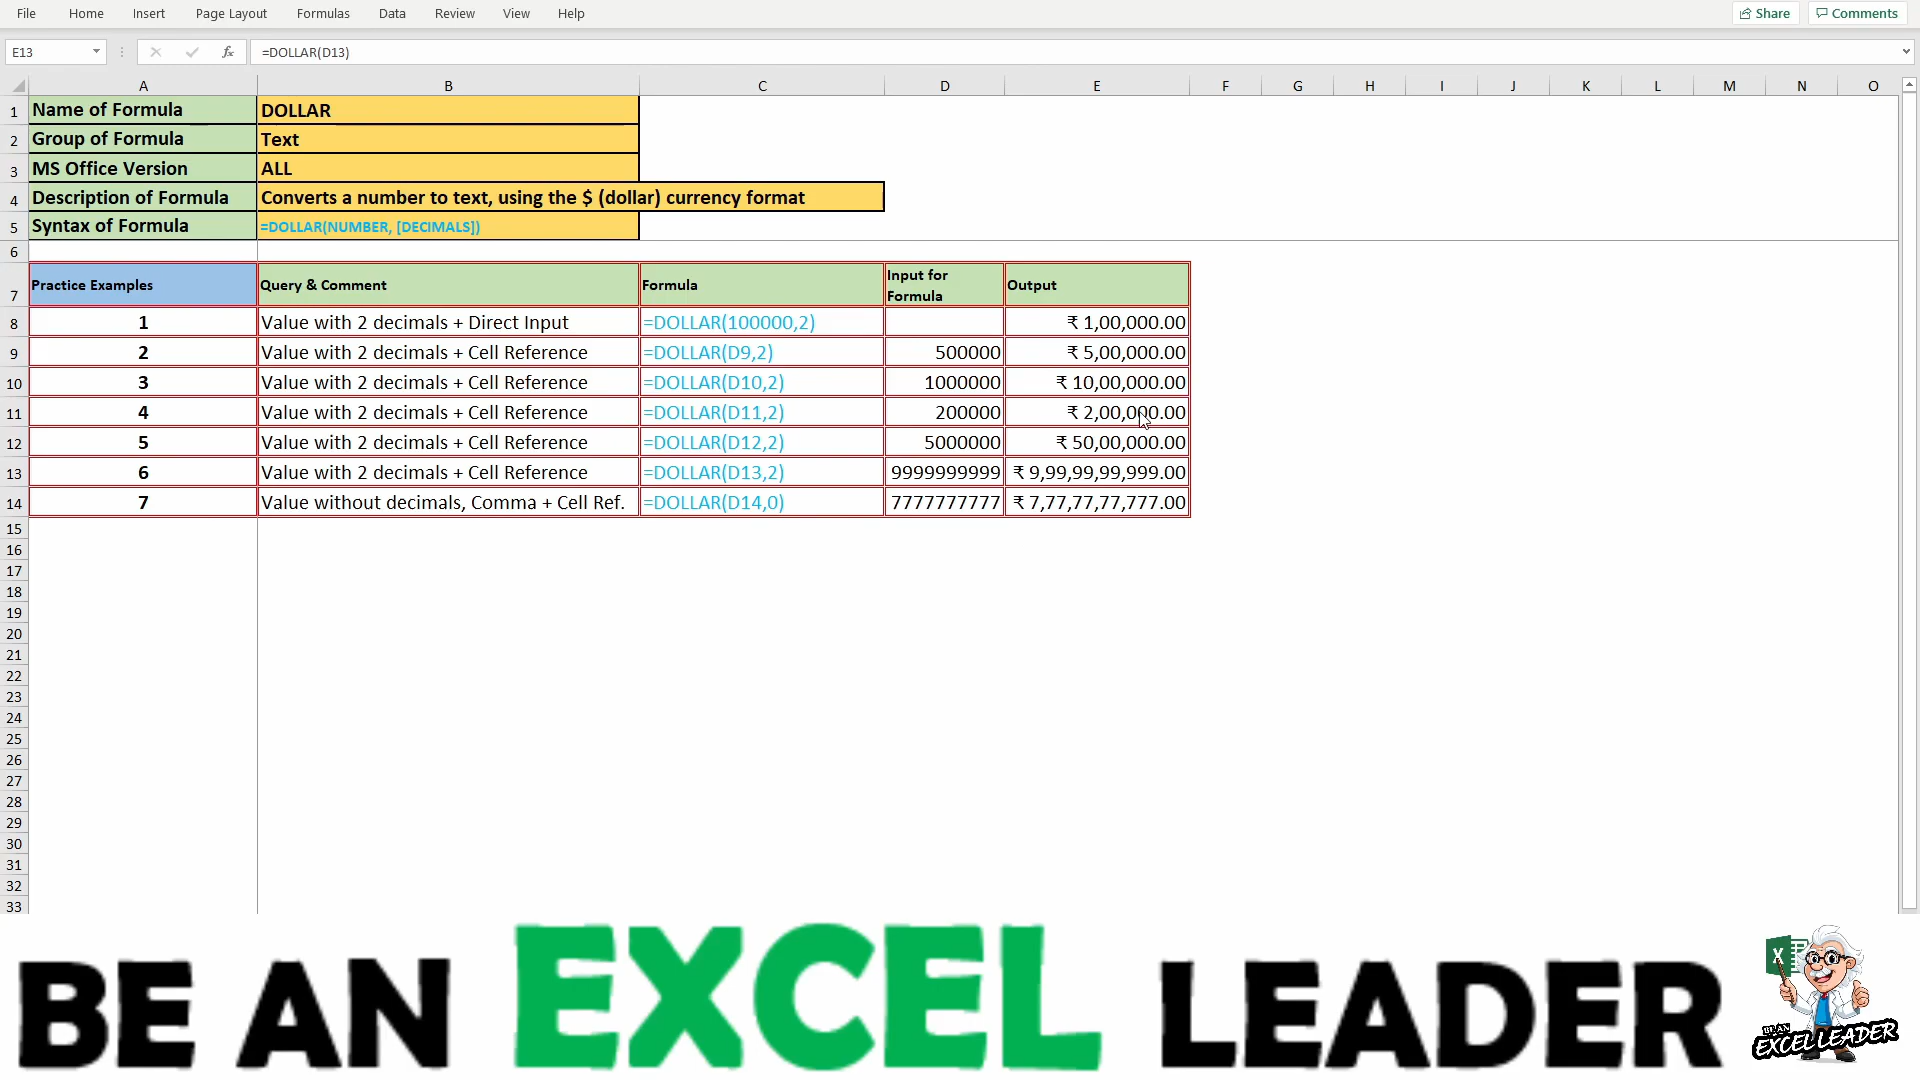 File Home Insert Page Layout Formulas Data Review View Help Share Comments
E13 fx =DOLLAR(D13)
A B C D E F G H I J K L M N O
1 Name of Formula DOLLAR
2 Group of Formula Text
3 MS Office Version ALL
4 Description of Formula Converts a number to text, using the $ (dollar) currency format
5 Syntax of Formula =DOLLAR(NUMBER, [DECIMALS])
6
7 Practice Examples Query & Comment Formula Input for Formula Output
8 1 Value with 2 decimals + Direct Input =DOLLAR(100000,2) ₹ 1,00,000.00
9 2 Value with 2 decimals + Cell Reference =DOLLAR(D9,2) 500000 ₹ 5,00,000.00
10 3 Value with 2 decimals + Cell Reference =DOLLAR(D10,2) 1000000 ₹ 10,00,000.00
11 4 Value with 2 decimals + Cell Reference =DOLLAR(D11,2) 200000 ₹ 2,00,000.00
12 5 Value with 2 decimals + Cell Reference =DOLLAR(D12,2) 5000000 ₹ 50,00,000.00
13 6 Value with 2 decimals + Cell Reference =DOLLAR(D13,2) 9999999999 ₹ 9,99,99,99,999.00
14 7 Value without decimals, Comma + Cell Ref. =DOLLAR(D14,0) 7777777777 ₹ 7,77,77,77,777.00
15
16
17
18
19
20
21
22
23
24
25
26
27
28
29
30
31
32
33
BE AN EXCEL LEADER
X
BE AN
EXCEL LEADER